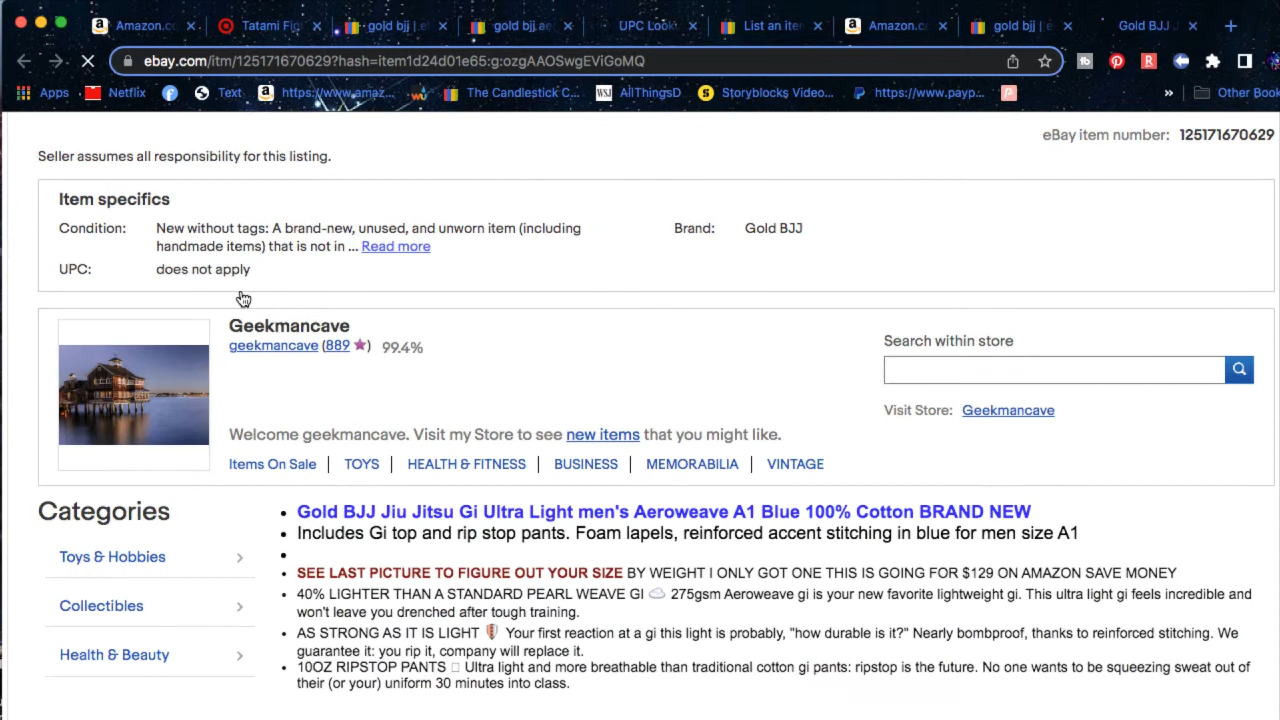 Amazon.c
Tatami Fig
gold bjj | e
gold bjj ae
UPC Look
List an iter
Amazon.c
gold bjj | e
Gold BJJ J
ebay.com/itm/125171670629?hash=item1d24d01e65:g:ozgAAOSwgEViGoMQ
Apps
Netflix
Text
https://www.amaz...
The Candlestick C...
AllThingsD
Storyblocks Video...
https://www.payp...
»
Other Book
eBay item number: 125171670629
Seller assumes all responsibility for this listing.
Item specifics
Condition: New without tags: A brand-new, unused, and unworn item (including
handmade items) that is not in ... Read more
Brand: Gold BJJ
UPC: does not apply
Geekmancave
geekmancave (889 ★) 99.4%
Search within store
Visit Store: Geekmancave
Welcome geekmancave. Visit my Store to see new items that you might like.
Items On Sale | TOYS | HEALTH & FITNESS | BUSINESS | MEMORABILIA | VINTAGE
Categories
Toys & Hobbies
Collectibles
Health & Beauty
• Gold BJJ Jiu Jitsu Gi Ultra Light men's Aeroweave A1 Blue 100% Cotton BRAND NEW
• Includes Gi top and rip stop pants. Foam lapels, reinforced accent stitching in blue for men size A1
•
• SEE LAST PICTURE TO FIGURE OUT YOUR SIZE BY WEIGHT I ONLY GOT ONE THIS IS GOING FOR $129 ON AMAZON SAVE MONEY
• 40% LIGHTER THAN A STANDARD PEARL WEAVE GI ☁️ 275gsm Aeroweave gi is your new favorite lightweight gi. This ultra light gi feels incredible and
won't leave you drenched after tough training.
• AS STRONG AS IT IS LIGHT 🛡️ Your first reaction at a gi this light is probably, "how durable is it?" Nearly bombproof, thanks to reinforced stitching. We
guarantee it: you rip it, company will replace it.
• 10OZ RIPSTOP PANTS Ultra light and more breathable than traditional cotton gi pants: ripstop is the future. No one wants to be squeezing sweat out of
their (or your) uniform 30 minutes into class.